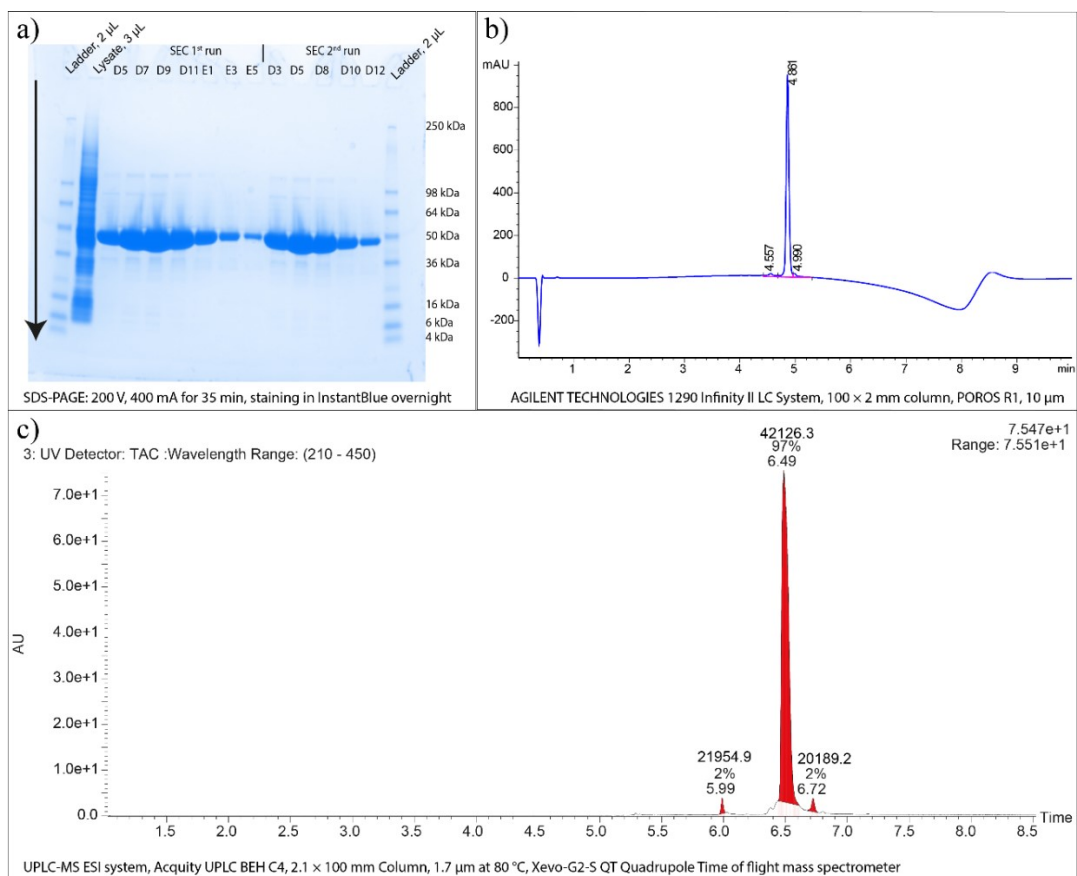 a)
Ladder, 2 µL
Lysate, 3 µL
SEC 1st run
SEC 2nd run
Ladder, 2 µL
D5 D7 D9 D11 E1 E3 E5 D3 D5 D8 D10 D12
250 kDa
98 kDa
64 kDa
50 kDa
36 kDa
16 kDa
6 kDa
4 kDa
SDS-PAGE: 200 V, 400 mA for 35 min, staining in InstantBlue overnight
b)
mAU
800
600
400
200
0
-200
4.557
4.861
4.990
1 2 3 4 5 6 7 8 9 min
AGILENT TECHNOLOGIES 1290 Infinity II LC System, 100 × 2 mm column, POROS R1, 10 µm
c)
3: UV Detector: TAC :Wavelength Range: (210 - 450)
7.547e+1
Range: 7.551e+1
42126.3
97%
6.49
AU
7.0e+1
6.0e+1
5.0e+1
4.0e+1
3.0e+1
2.0e+1
1.0e+1
0.0
21954.9
2%
5.99
20189.2
2%
6.72
1.5 2.0 2.5 3.0 3.5 4.0 4.5 5.0 5.5 6.0 6.5 7.0 7.5 8.0 8.5 Time
UPLC-MS ESI system, Acquity UPLC BEH C4, 2.1 × 100 mm Column, 1.7 µm at 80 °C, Xevo-G2-S QT Quadrupole Time of flight mass spectrometer